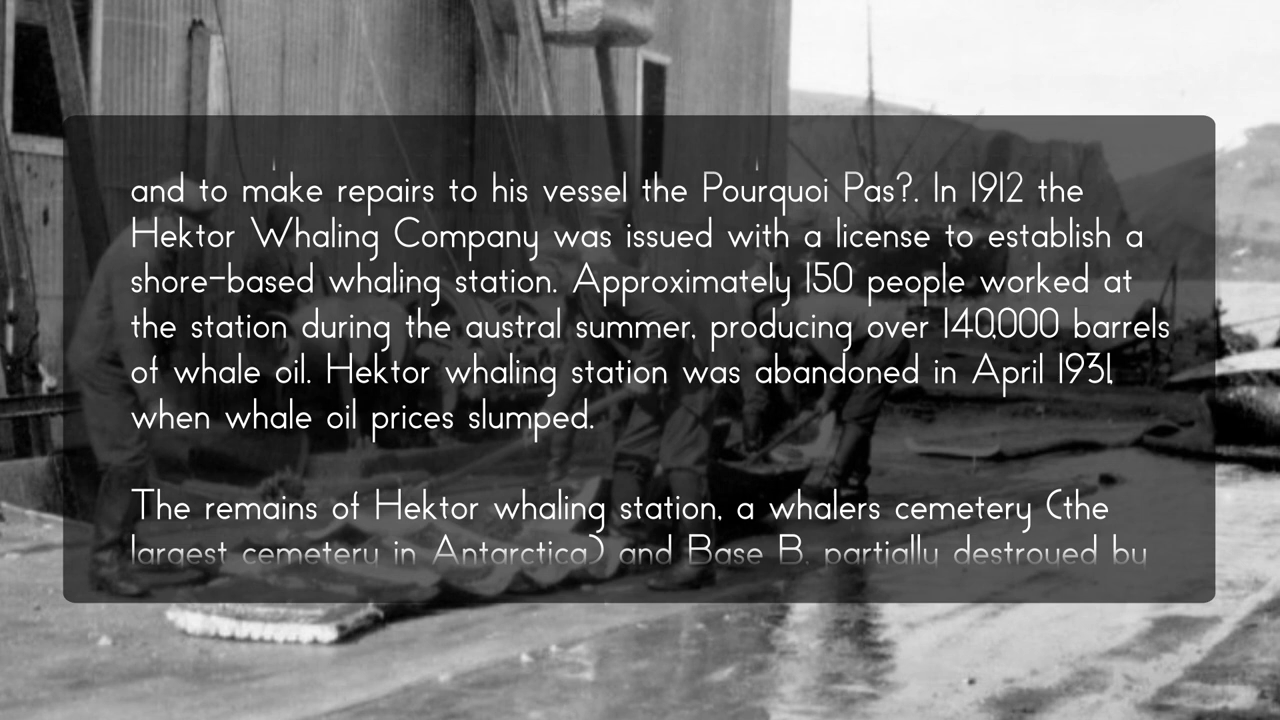 and to make repairs to his vessel the Pourquoi Pas?. In 1912 the
Hektor Whaling Company was issued with a license to establish a
shore-based whaling station. Approximately 150 people worked at
the station during the austral summer, producing over 140,000 barrels
of whale oil. Hektor whaling station was abandoned in April 1931,
when whale oil prices slumped.
The remains of Hektor whaling station, a whalers cemetery (the
largest cemetery in Antarctica) and Base B, partially destroyed by